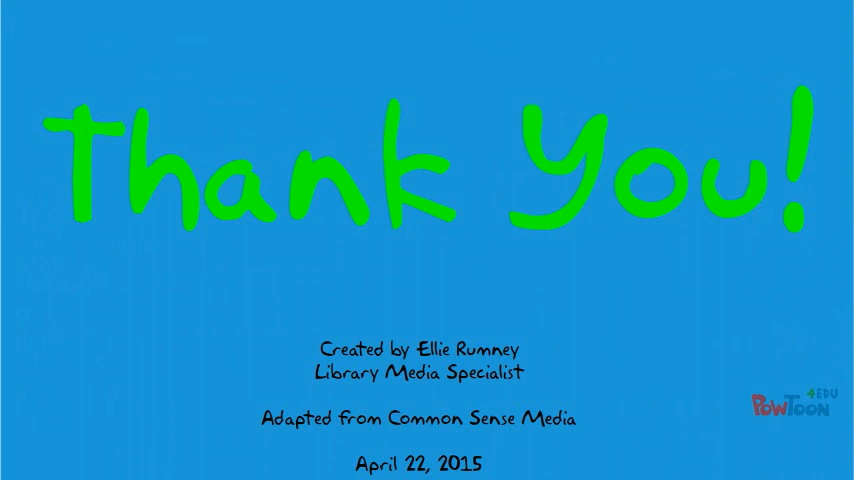 Thank You!
Created by Ellie Rumney
Library Media Specialist
Adapted from Common Sense Media
4EDU
POWTOON
April 22, 2015